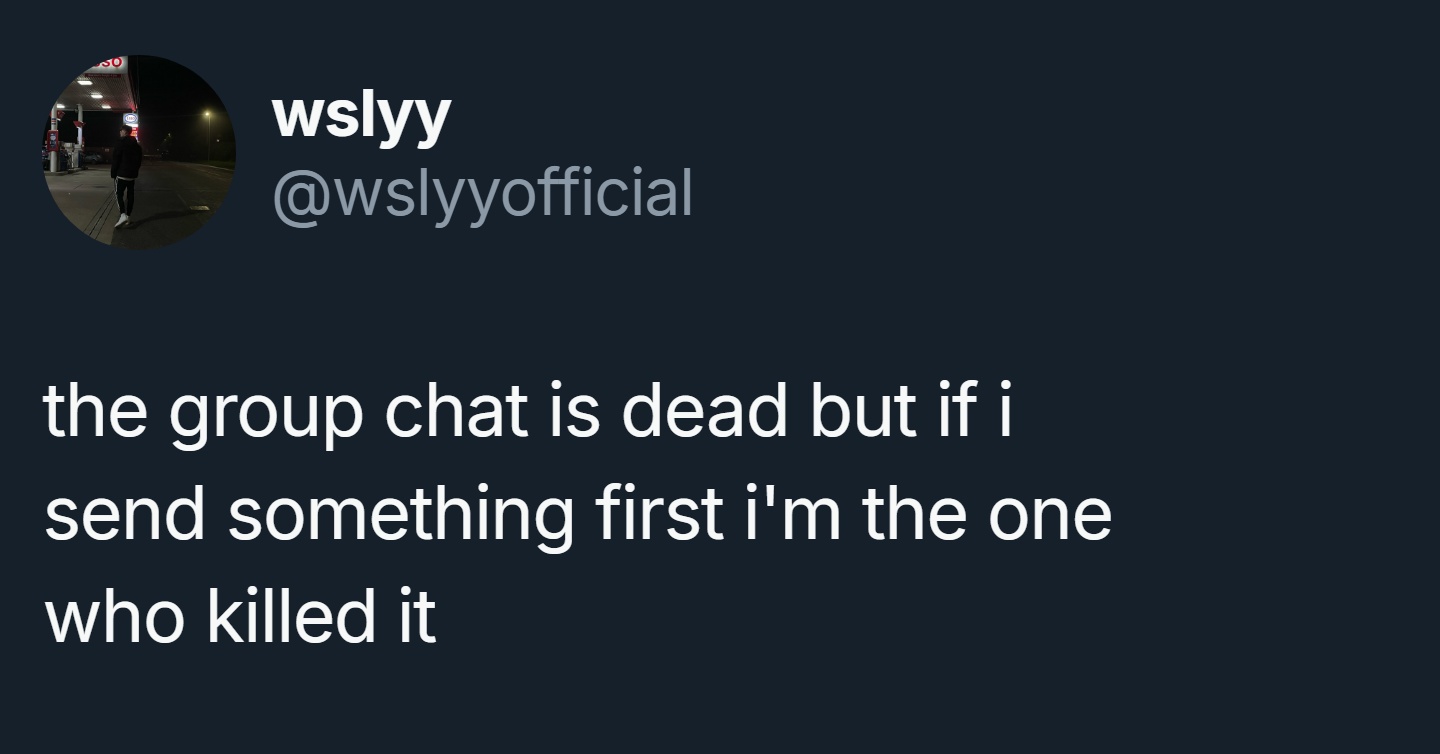 wslyy
@wslyyofficial
the group chat is dead but if i
send something first i'm the one
who killed it